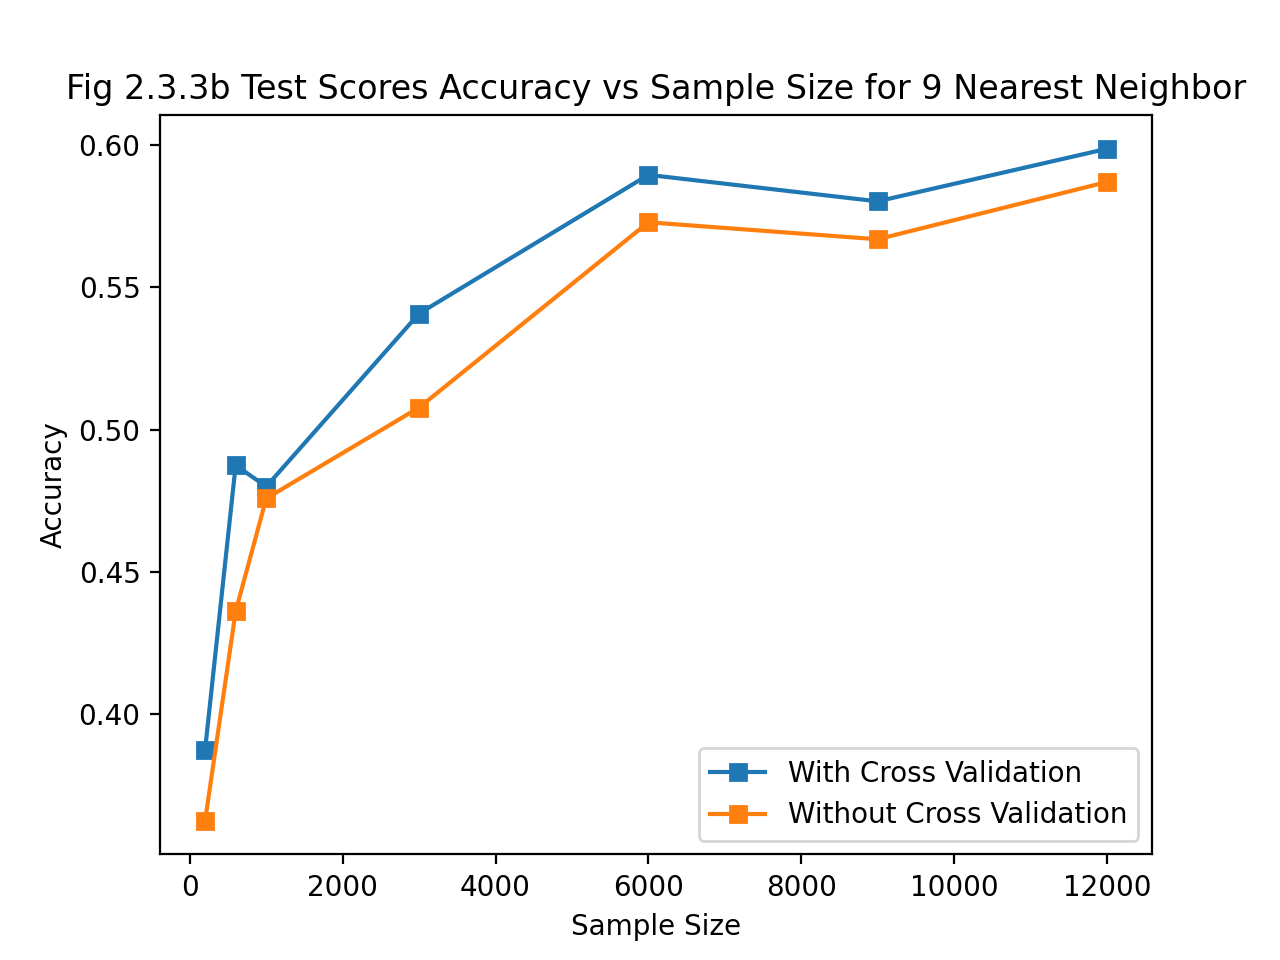 Fig 2.3.3b Test Scores Accuracy vs Sample Size for 9 Nearest Neighbor
0.60
0.55
0.50
0.45
0.40
Accuracy
With Cross Validation
Without Cross Validation
0 2000 4000 6000 8000 10000 12000
Sample Size